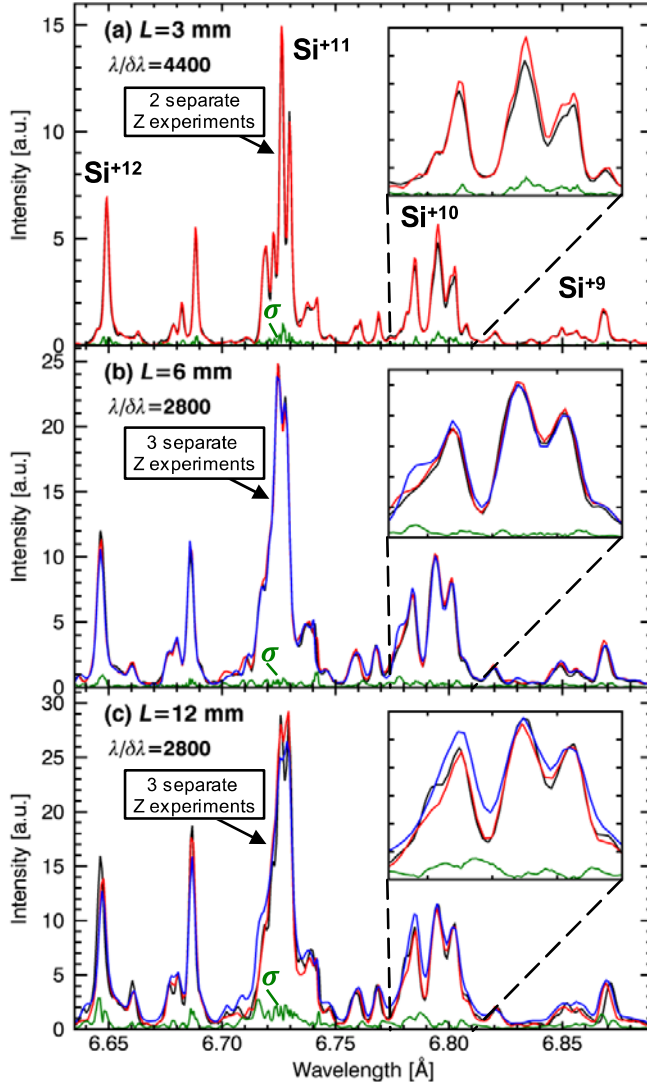 (a) L=3 mm
λ/δλ=4400
2 separate
Z experiments
Si+12
Si+11
Si+10
Si+9
σ
Intensity [a.u.]
15
10
5
0
(b) L=6 mm
λ/δλ=2800
3 separate
Z experiments
σ
Intensity [a.u.]
25
20
15
10
5
0
(c) L=12 mm
λ/δλ=2800
3 separate
Z experiments
σ
Intensity [a.u.]
30
25
20
15
10
5
0
6.65 6.70 6.75 6.80 6.85
Wavelength [Å]